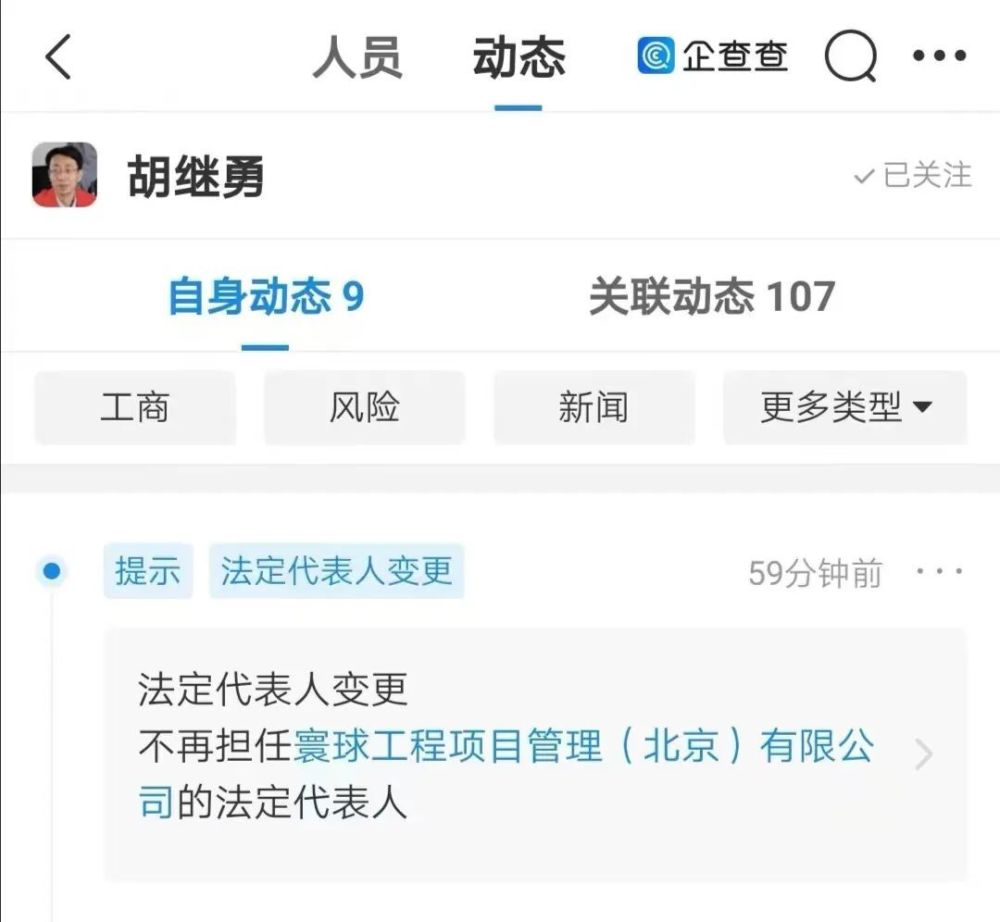 人员 动态 企查查
胡继勇 已关注
自身动态 9 关联动态 107
工商 风险 新闻 更多类型
提示 法定代表人变更 59分钟前
法定代表人变更
不再担任寰球工程项目管理（北京）有限公
司的法定代表人